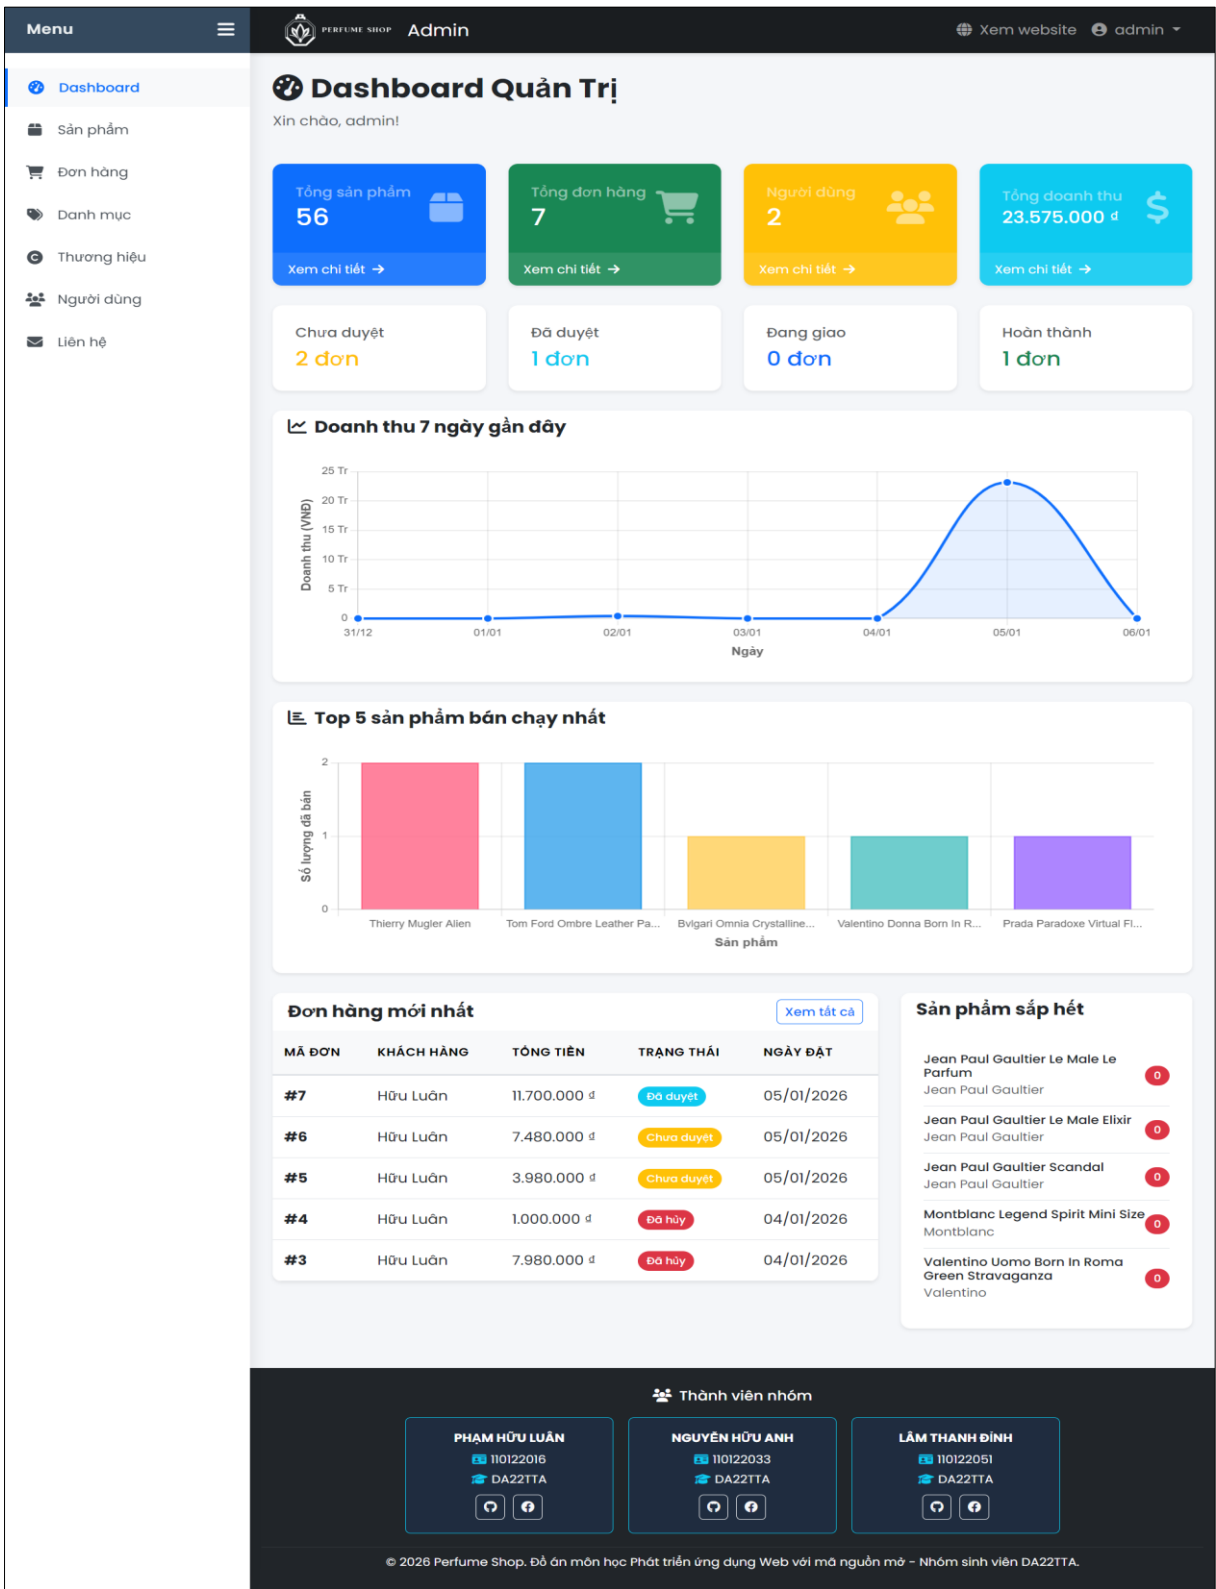 Menu
PERFUME SHOP Admin
Xem website admin
Dashboard
Sản phẩm
Đơn hàng
Danh mục
Thương hiệu
Người dùng
Liên hệ
Dashboard Quản Trị
Xin chào, admin!
Tổng sản phẩm
56
Xem chi tiết →
Tổng đơn hàng
7
Xem chi tiết →
Người dùng
2
Xem chi tiết →
Tổng doanh thu
23.575.000 đ
Xem chi tiết →
Chưa duyệt
2 đơn
Đã duyệt
1 đơn
Đang giao
0 đơn
Hoàn thành
1 đơn
Doanh thu 7 ngày gần đây
Doanh thu (VNĐ)
25 Tr
20 Tr
15 Tr
10 Tr
5 Tr
0
31/12 01/01 02/01 03/01 04/01 05/01 06/01
Ngày
Top 5 sản phẩm bán chạy nhất
Số lượng đã bán
2
1
0
Thierry Mugler Alien Tom Ford Ombre Leather Pa... Bvlgari Omnia Crystalline... Valentino Donna Born In R... Prada Paradoxe Virtual Fl...
Sản phẩm
Đơn hàng mới nhất Xem tất cả
MÃ ĐƠN KHÁCH HÀNG TỔNG TIỀN TRẠNG THÁI NGÀY ĐẶT
#7 Hữu Luân 11.700.000 đ Đã duyệt 05/01/2026
#6 Hữu Luân 7.480.000 đ Chưa duyệt 05/01/2026
#5 Hữu Luân 3.980.000 đ Chưa duyệt 05/01/2026
#4 Hữu Luân 1.000.000 đ Đã hủy 04/01/2026
#3 Hữu Luân 7.980.000 đ Đã hủy 04/01/2026
Sản phẩm sắp hết
Jean Paul Gaultier Le Male Le
Parfum
Jean Paul Gaultier
0
Jean Paul Gaultier Le Male Elixir
Jean Paul Gaultier
0
Jean Paul Gaultier Scandal
Jean Paul Gaultier
0
Montblanc Legend Spirit Mini Size
Montblanc
0
Valentino Uomo Born In Roma
Green Stravaganza
Valentino
0
Thành viên nhóm
PHẠM HỮU LUÂN
110122016
DA22TTA
NGUYỄN HỮU ANH
110122033
DA22TTA
LÂM THANH ĐỈNH
110122051
DA22TTA
© 2026 Perfume Shop. Đồ án môn học Phát triển ứng dụng Web với mã nguồn mở - Nhóm sinh viên DA22TTA.